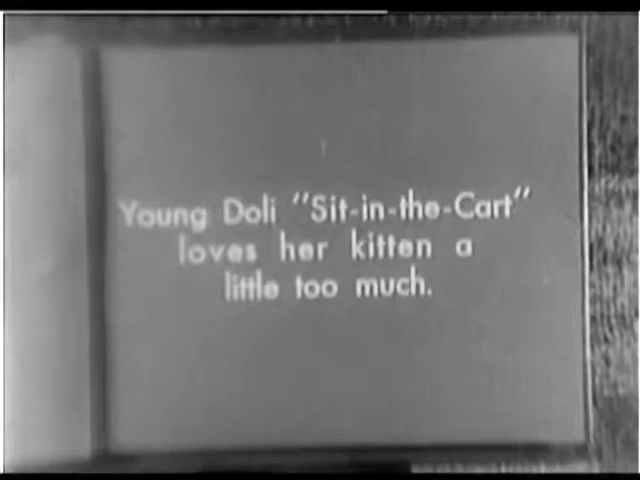 Young Doli "Sit-in-the-Cart"
loves her kitten a
little too much.